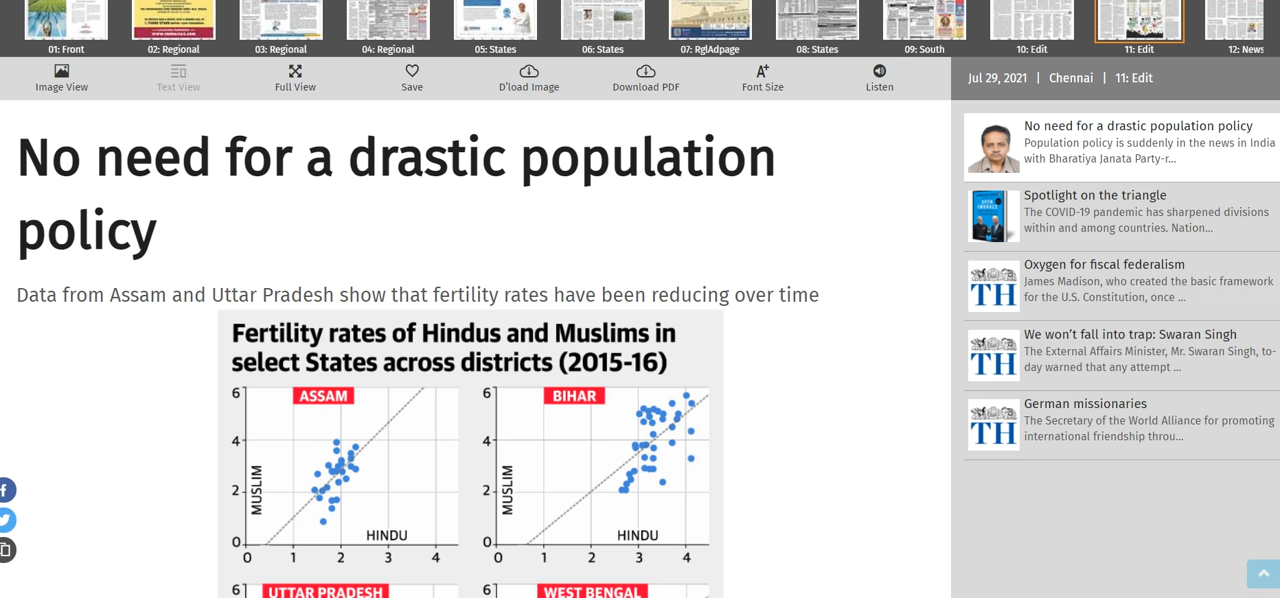 01: Front
02: Regional
03: Regional
04: Regional
05: States
06: States
07: RglAdpage
08: States
09: South
10: Edit
11: Edit
12: News
Image View
Text View
Full View
Save
D'load Image
Download PDF
Font Size
Listen
Jul 29, 2021 | Chennai | 11: Edit
No need for a drastic population
policy
Data from Assam and Uttar Pradesh show that fertility rates have been reducing over time
Fertility rates of Hindus and Muslims in
select States across districts (2015-16)
6
ASSAM
4
2
0
MUSLIM
HINDU
0 1 2 3 4
6
BIHAR
4
2
0
MUSLIM
HINDU
0 1 2 3 4
6
UTTAR PRADESH
6
WEST BENGAL
No need for a drastic population policy
Population policy is suddenly in the news in India
with Bharatiya Janata Party-r...
Spotlight on the triangle
The COVID-19 pandemic has sharpened divisions
within and among countries. Nation...
TH
Oxygen for fiscal federalism
James Madison, who created the basic framework
for the U.S. Constitution, once ...
TH
We won't fall into trap: Swaran Singh
The External Affairs Minister, Mr. Swaran Singh, to-
day warned that any attempt ...
TH
German missionaries
The Secretary of the World Alliance for promoting
international friendship throu...